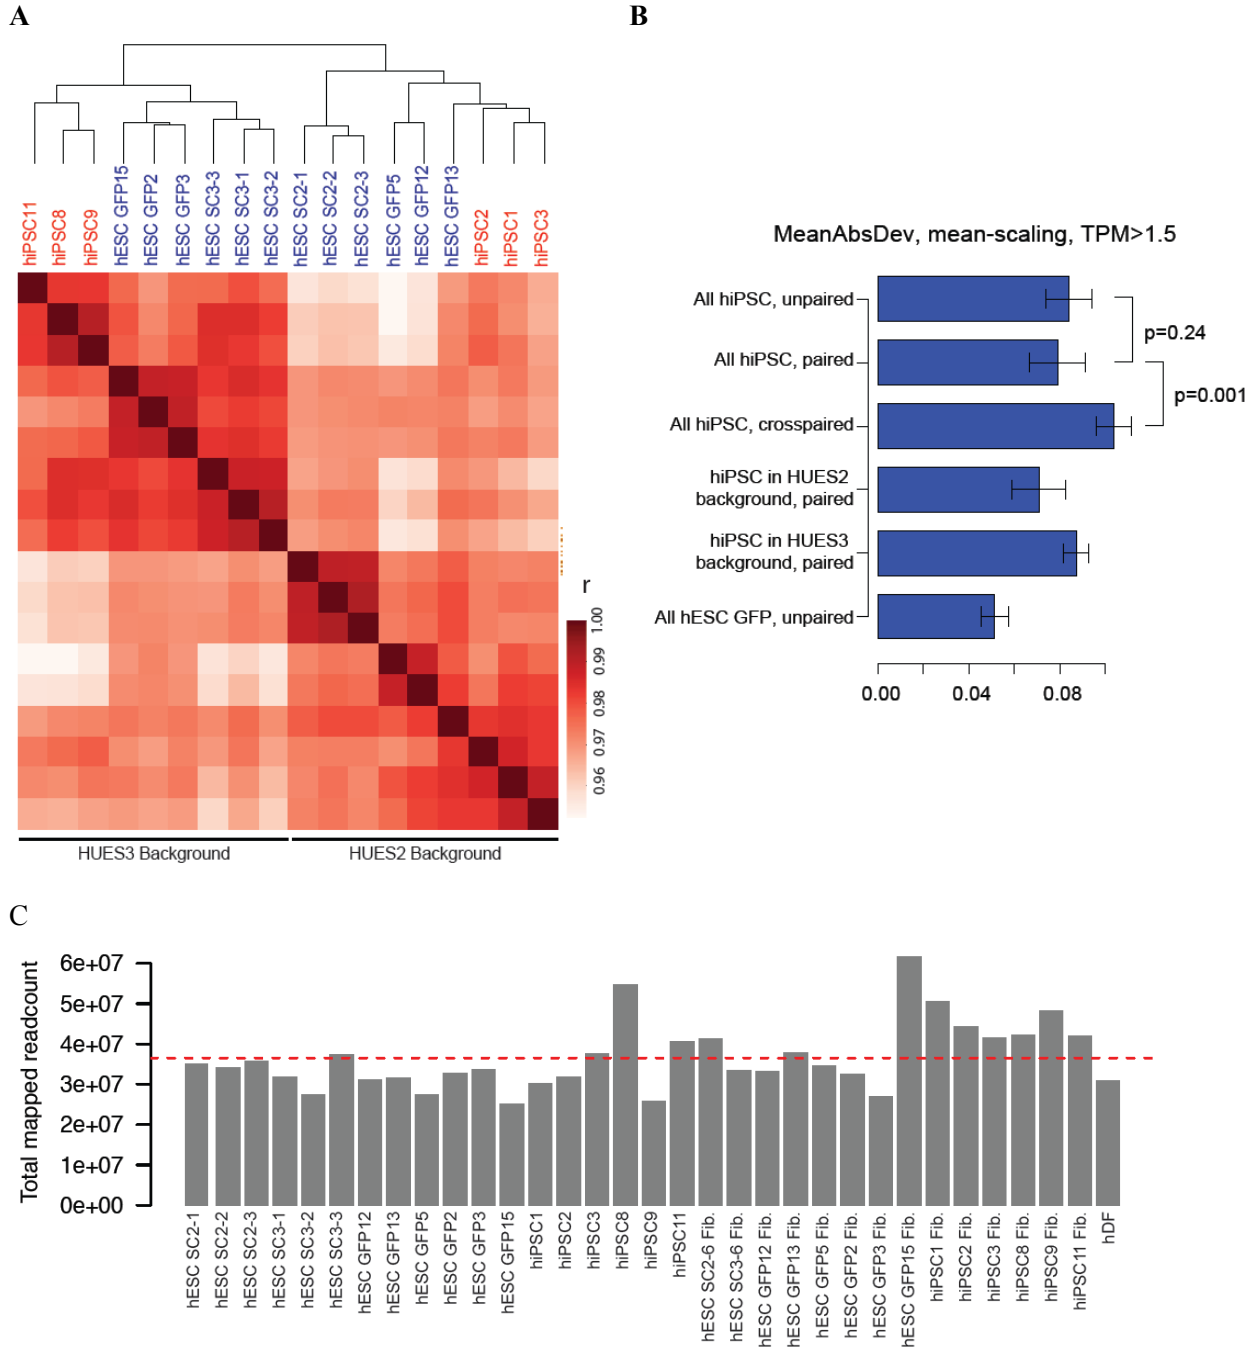 A
hiPSC11
hiPSC8
hiPSC9
hESC GFP15
hESC GFP2
hESC GFP3
hESC SC3-3
hESC SC3-1
hESC SC3-2
hESC SC2-1
hESC SC2-2
hESC SC2-3
hESC GFP5
hESC GFP12
hESC GFP13
hiPSC2
hiPSC1
hiPSC3
r
1.00
0.99
0.98
0.97
0.96
HUES3 Background
HUES2 Background
B
MeanAbsDev, mean-scaling, TPM>1.5
All hiPSC, unpaired
All hiPSC, paired
All hiPSC, crosspaired
hiPSC in HUES2
background, paired
hiPSC in HUES3
background, paired
All hESC GFP, unpaired
p=0.24
p=0.001
0.00
0.04
0.08
C
Total mapped readcount
6e+07
5e+07
4e+07
3e+07
2e+07
1e+07
0e+00
hESC SC2-1
hESC SC2-2
hESC SC2-3
hESC SC3-1
hESC SC3-2
hESC SC3-3
hESC GFP12
hESC GFP13
hESC GFP5
hESC GFP2
hESC GFP3
hESC GFP15
hiPSC1
hiPSC2
hiPSC3
hiPSC8
hiPSC9
hiPSC11
hESC SC2-6 Fib.
hESC SC3-6 Fib.
hESC GFP12 Fib.
hESC GFP13 Fib.
hESC GFP5 Fib.
hESC GFP2 Fib.
hESC GFP3 Fib.
hESC GFP15 Fib.
hiPSC1 Fib.
hiPSC2 Fib.
hiPSC3 Fib.
hiPSC8 Fib.
hiPSC9 Fib.
hiPSC11 Fib.
hDF